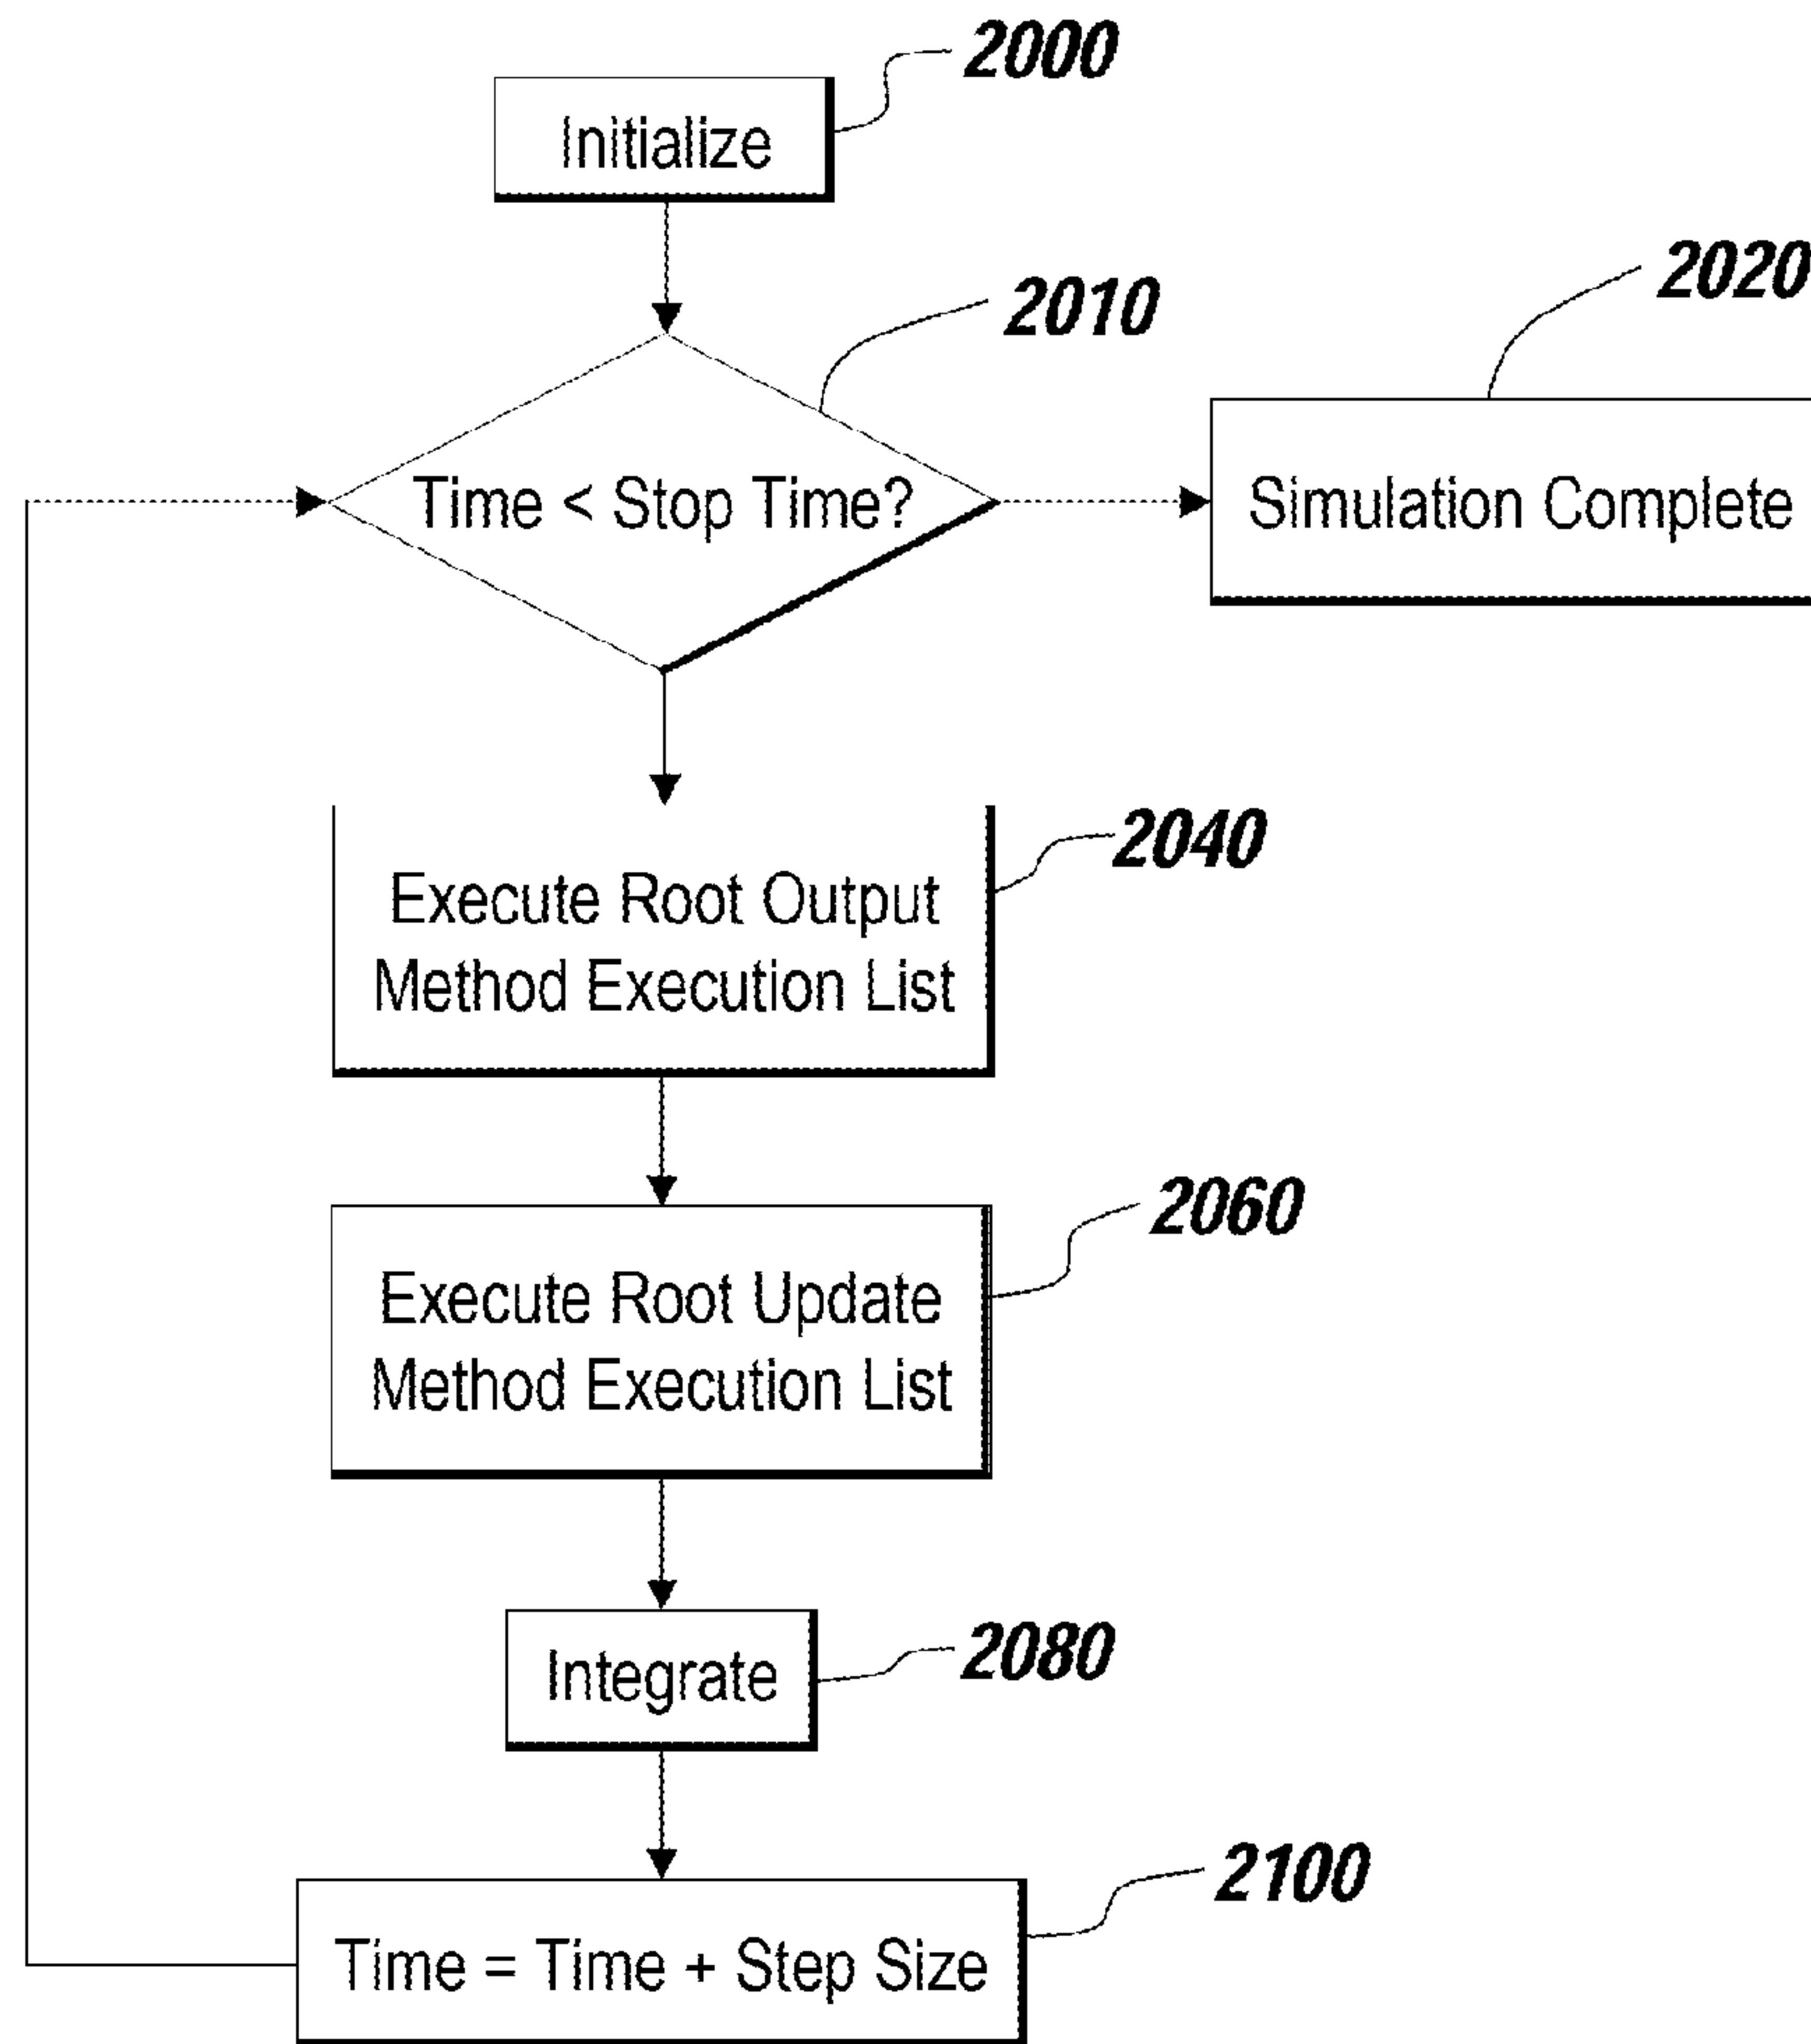 2000
Initialize
2010
2020
Time < Stop Time?
Simulation Complete
2040
Execute Root Output
Method Execution List
2060
Execute Root Update
Method Execution List
2080
Integrate
2100
Time = Time + Step Size